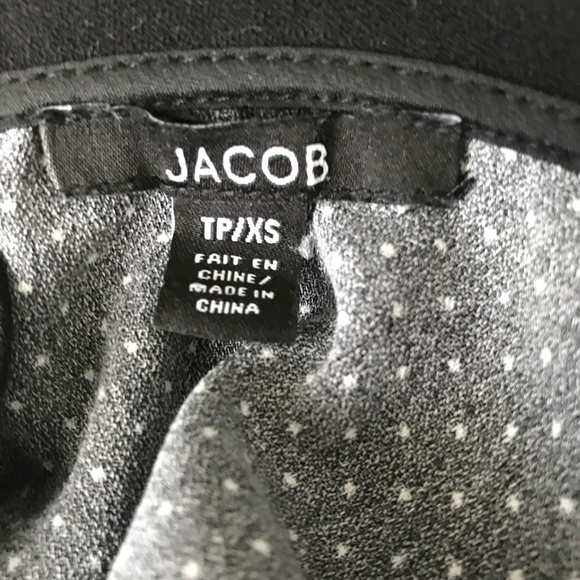 JACOB
TP/XS
FAIT EN
CHINE/
MADE IN
CHINA